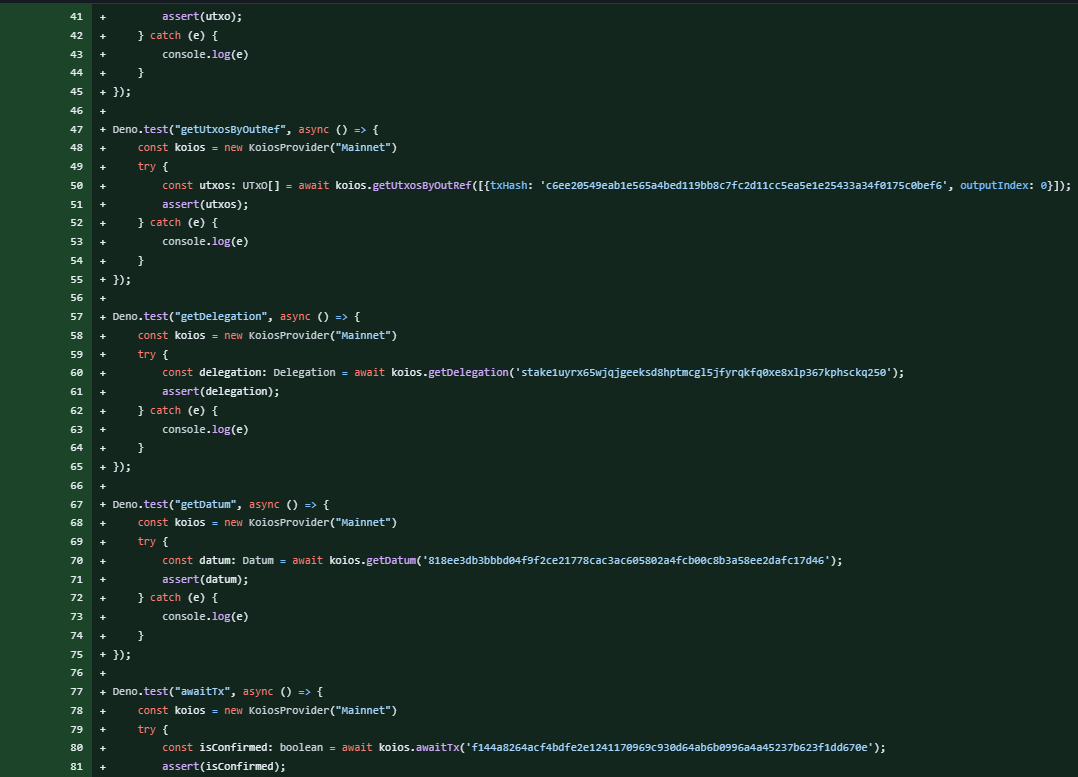 41 + assert(utxo);
42 + } catch (e) {
43 + console.log(e)
44 + }
45 + });
46 +
47 + Deno.test("getUtxosByOutRef", async () => {
48 + const koios = new KoiosProvider("Mainnet")
49 + try {
50 + const utxos: UTxO[] = await koios.getUtxosByOutRef([{txHash: 'c6ee20549eab1e565a4bed119bb8c7fc2d11cc5ea5e1e25433a34f0175c0bef6', outputIndex: 0}]);
51 + assert(utxos);
52 + } catch (e) {
53 + console.log(e)
54 + }
55 + });
56 +
57 + Deno.test("getDelegation", async () => {
58 + const koios = new KoiosProvider("Mainnet")
59 + try {
60 + const delegation: Delegation = await koios.getDelegation('stake1uyrx65wjqjgeeksd8hptmcgl5jfyrqkfq0xe8xlp367kphsckq250');
61 + assert(delegation);
62 + } catch (e) {
63 + console.log(e)
64 + }
65 + });
66 +
67 + Deno.test("getDatum", async () => {
68 + const koios = new KoiosProvider("Mainnet")
69 + try {
70 + const datum: Datum = await koios.getDatum('818ee3db3bbbd04f9f2ce21778cac3ac605802a4fcb00c8b3a58ee2dafc17d46');
71 + assert(datum);
72 + } catch (e) {
73 + console.log(e)
74 + }
75 + });
76 +
77 + Deno.test("awaitTx", async () => {
78 + const koios = new KoiosProvider("Mainnet")
79 + try {
80 + const isConfirmed: boolean = await koios.awaitTx('f144a8264acf4bdfe2e1241170969c930d64ab6b0996a4a45237b623f1dd670e');
81 + assert(isConfirmed);